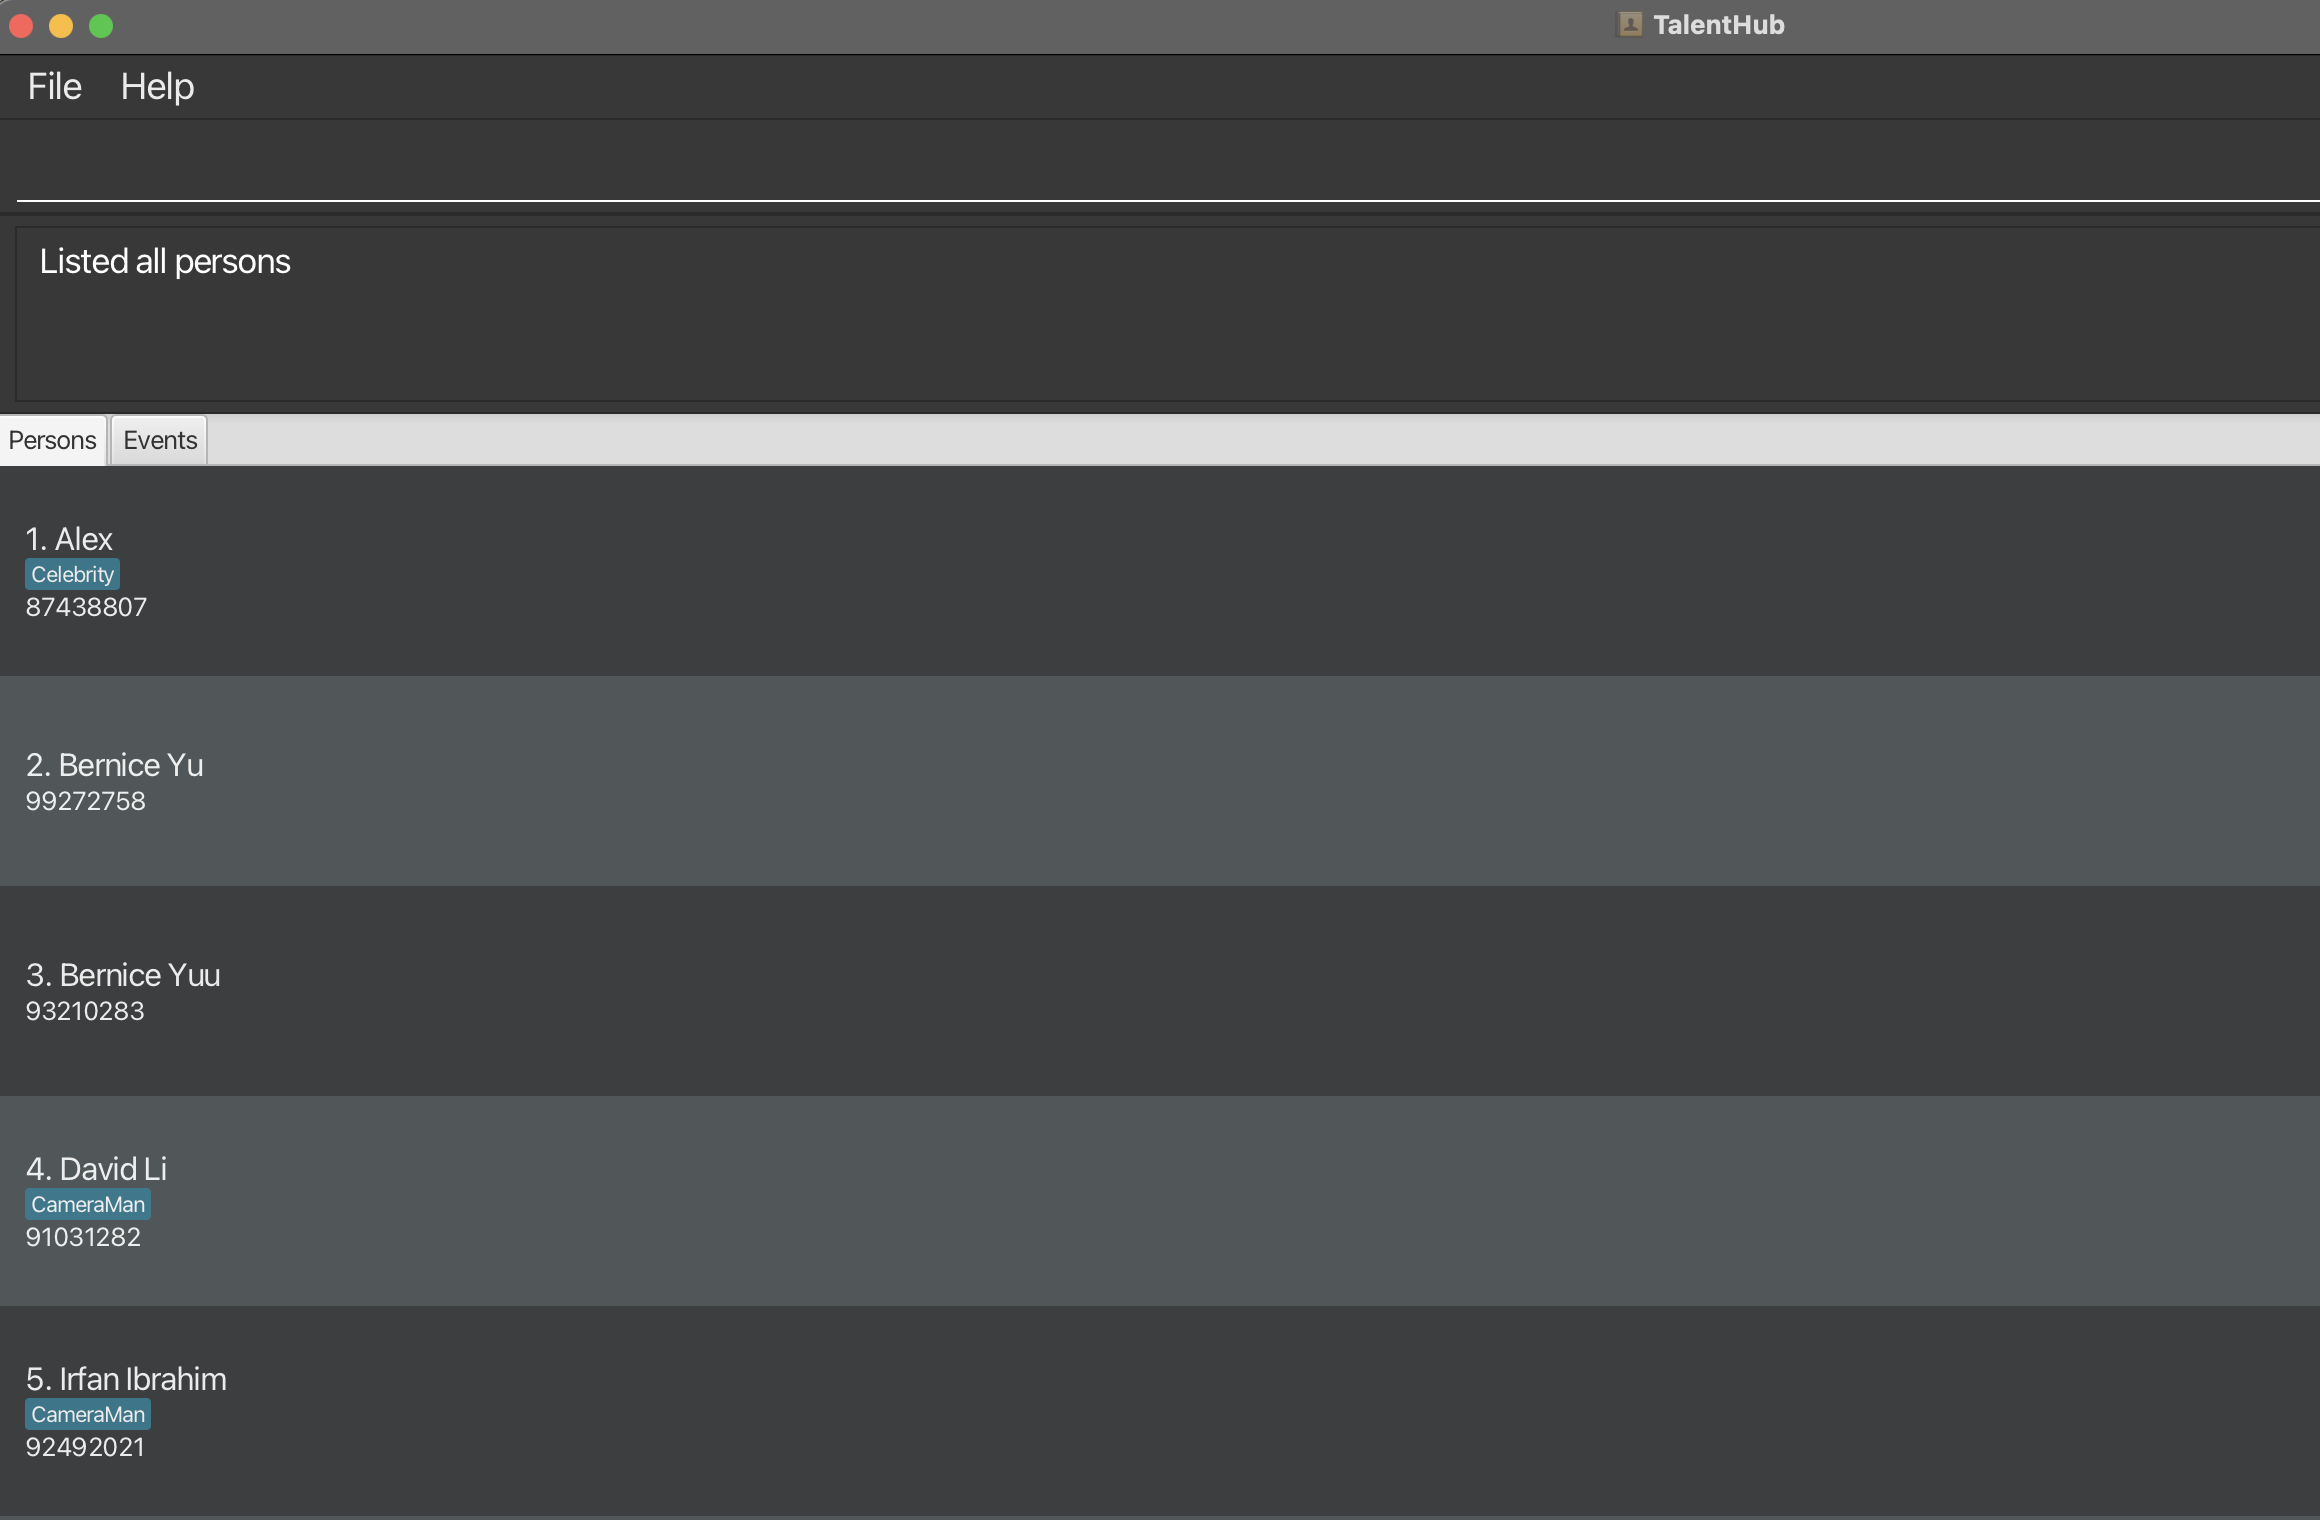 TalentHub
File Help
Listed all persons
Persons Events
1. Alex
Celebrity
87438807
2. Bernice Yu
99272758
3. Bernice Yuu
93210283
4. David Li
CameraMan
91031282
5. Irfan Ibrahim
CameraMan
92492021